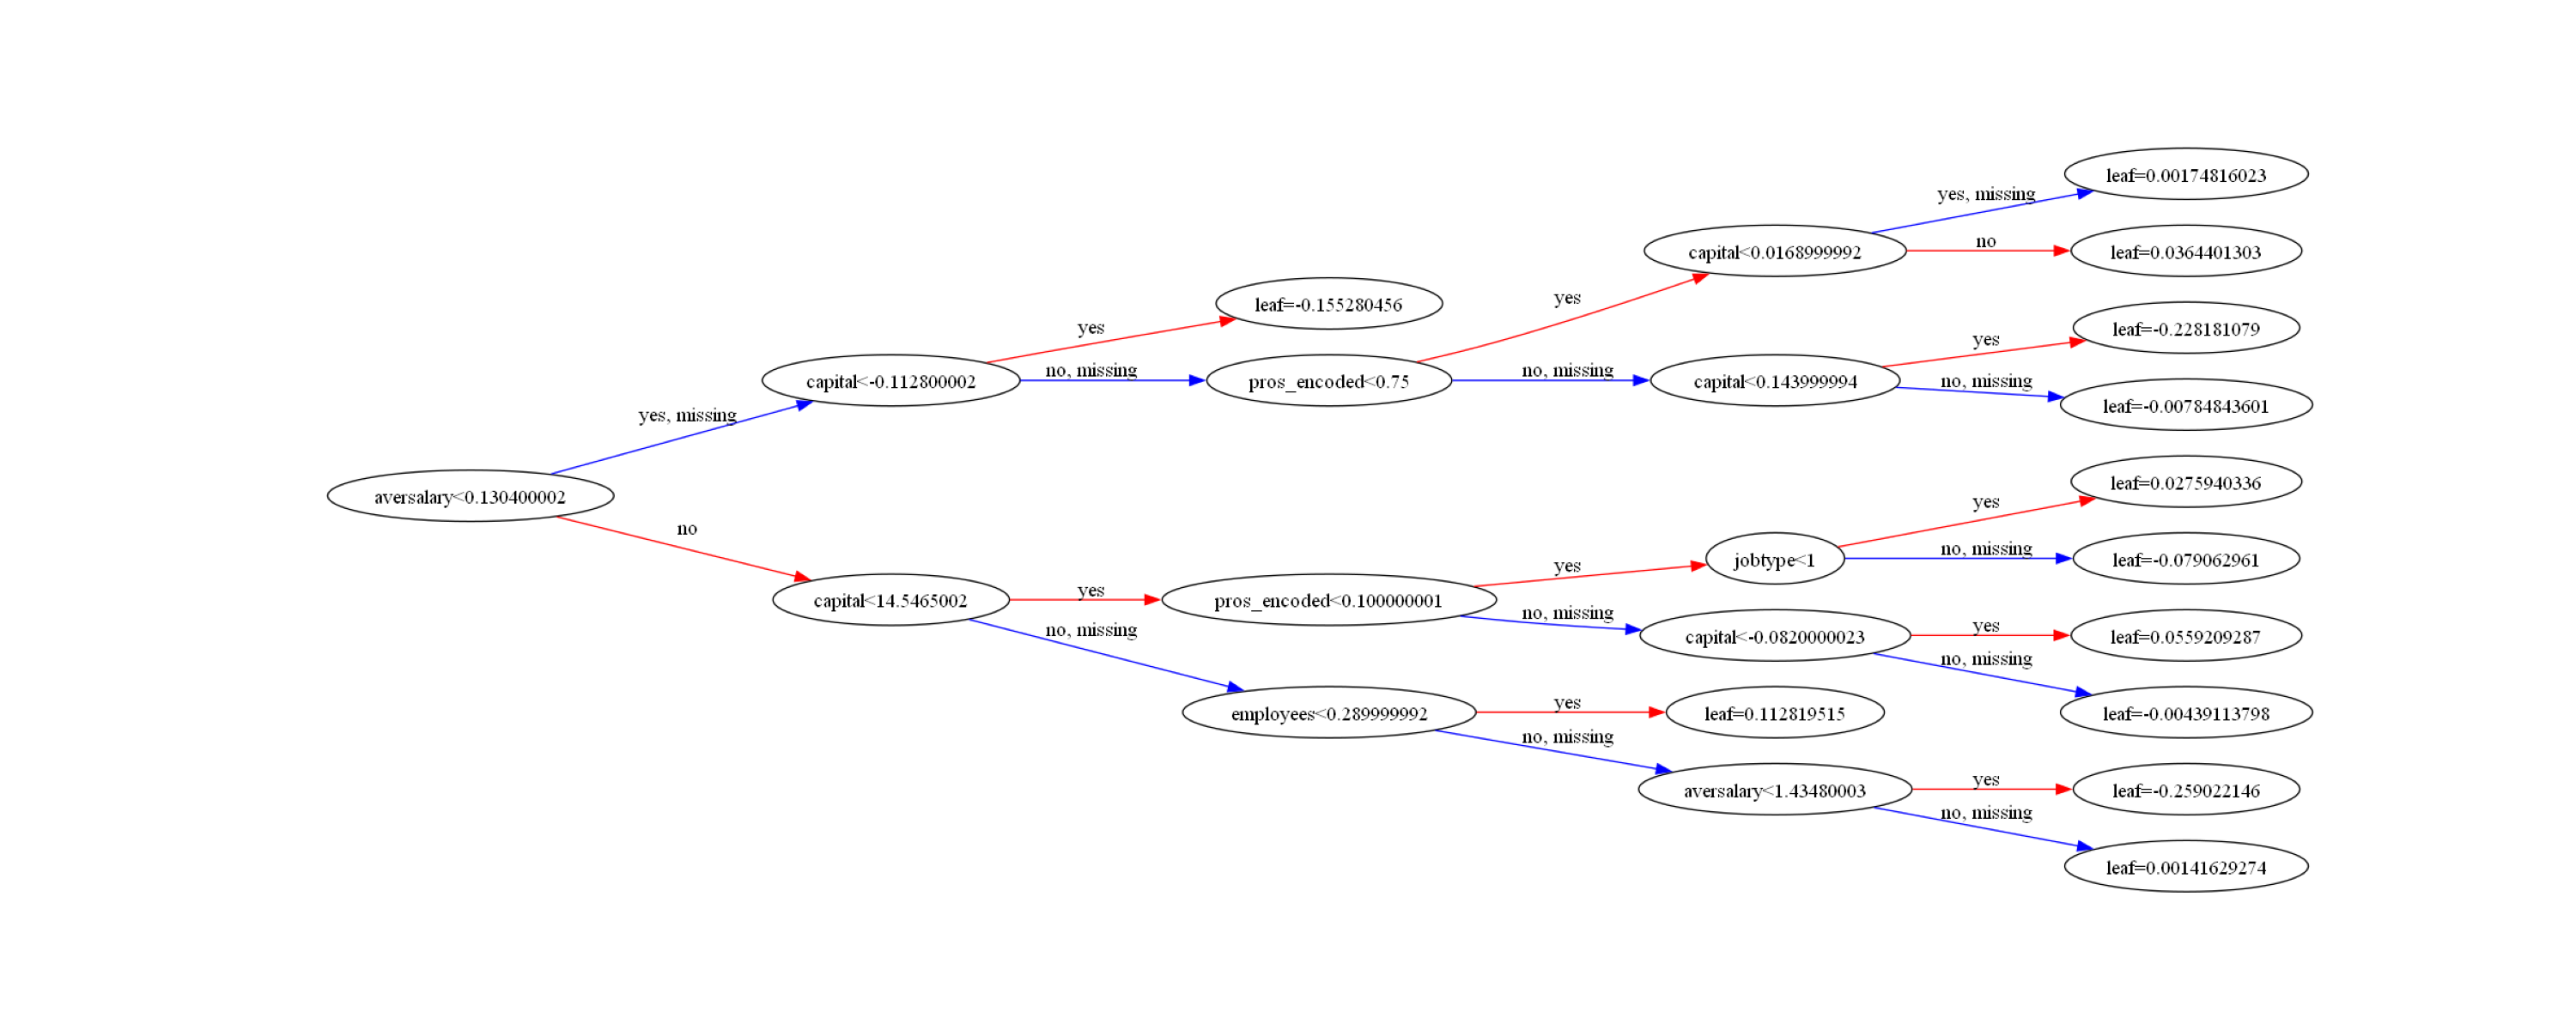 leaf=0.00174816023
yes, missing
capital<0.0168999992
no
leaf=0.0364401303
yes
leaf=-0.155280456
yes
leaf=-0.228181079
yes
capital<-0.112800002
no, missing
pros_encoded<0.75
no, missing
capital<0.143999994
no, missing
leaf=-0.00784843601
yes, missing
aversalary<0.130400002
leaf=0.0275940336
yes
no
jobtype<1
no, missing
leaf=-0.079062961
yes
capital<14.5465002
yes
pros_encoded<0.100000001
no, missing
capital<-0.0820000023
yes
leaf=0.0559209287
no, missing
no, missing
leaf=-0.00439113798
employees<0.289999992
yes
leaf=0.112819515
no, missing
aversalary<1.43480003
yes
leaf=-0.259022146
no, missing
leaf=0.00141629274